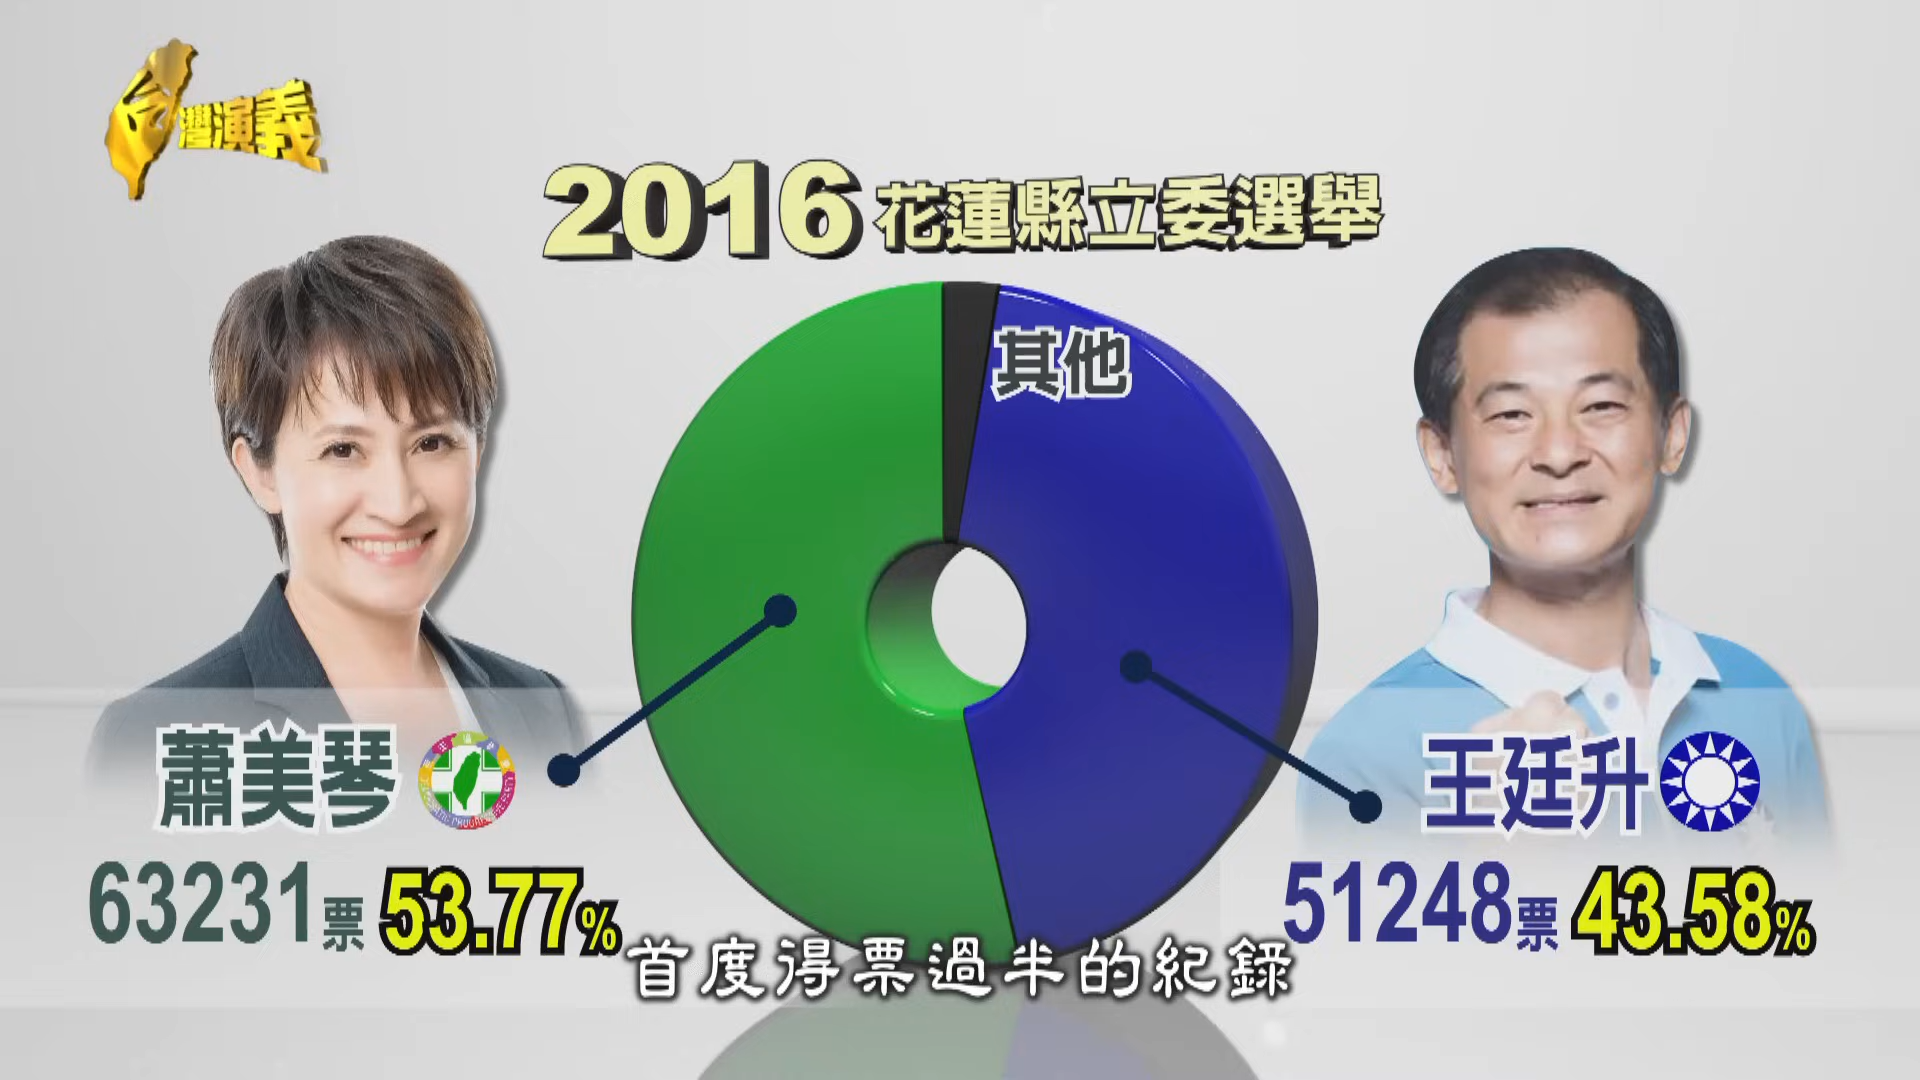 台灣演義
2016花蓮縣立委選舉
其他
蕭美琴
王廷升
63231票 53.77%
51248票 43.58%
首度得票過半的紀錄